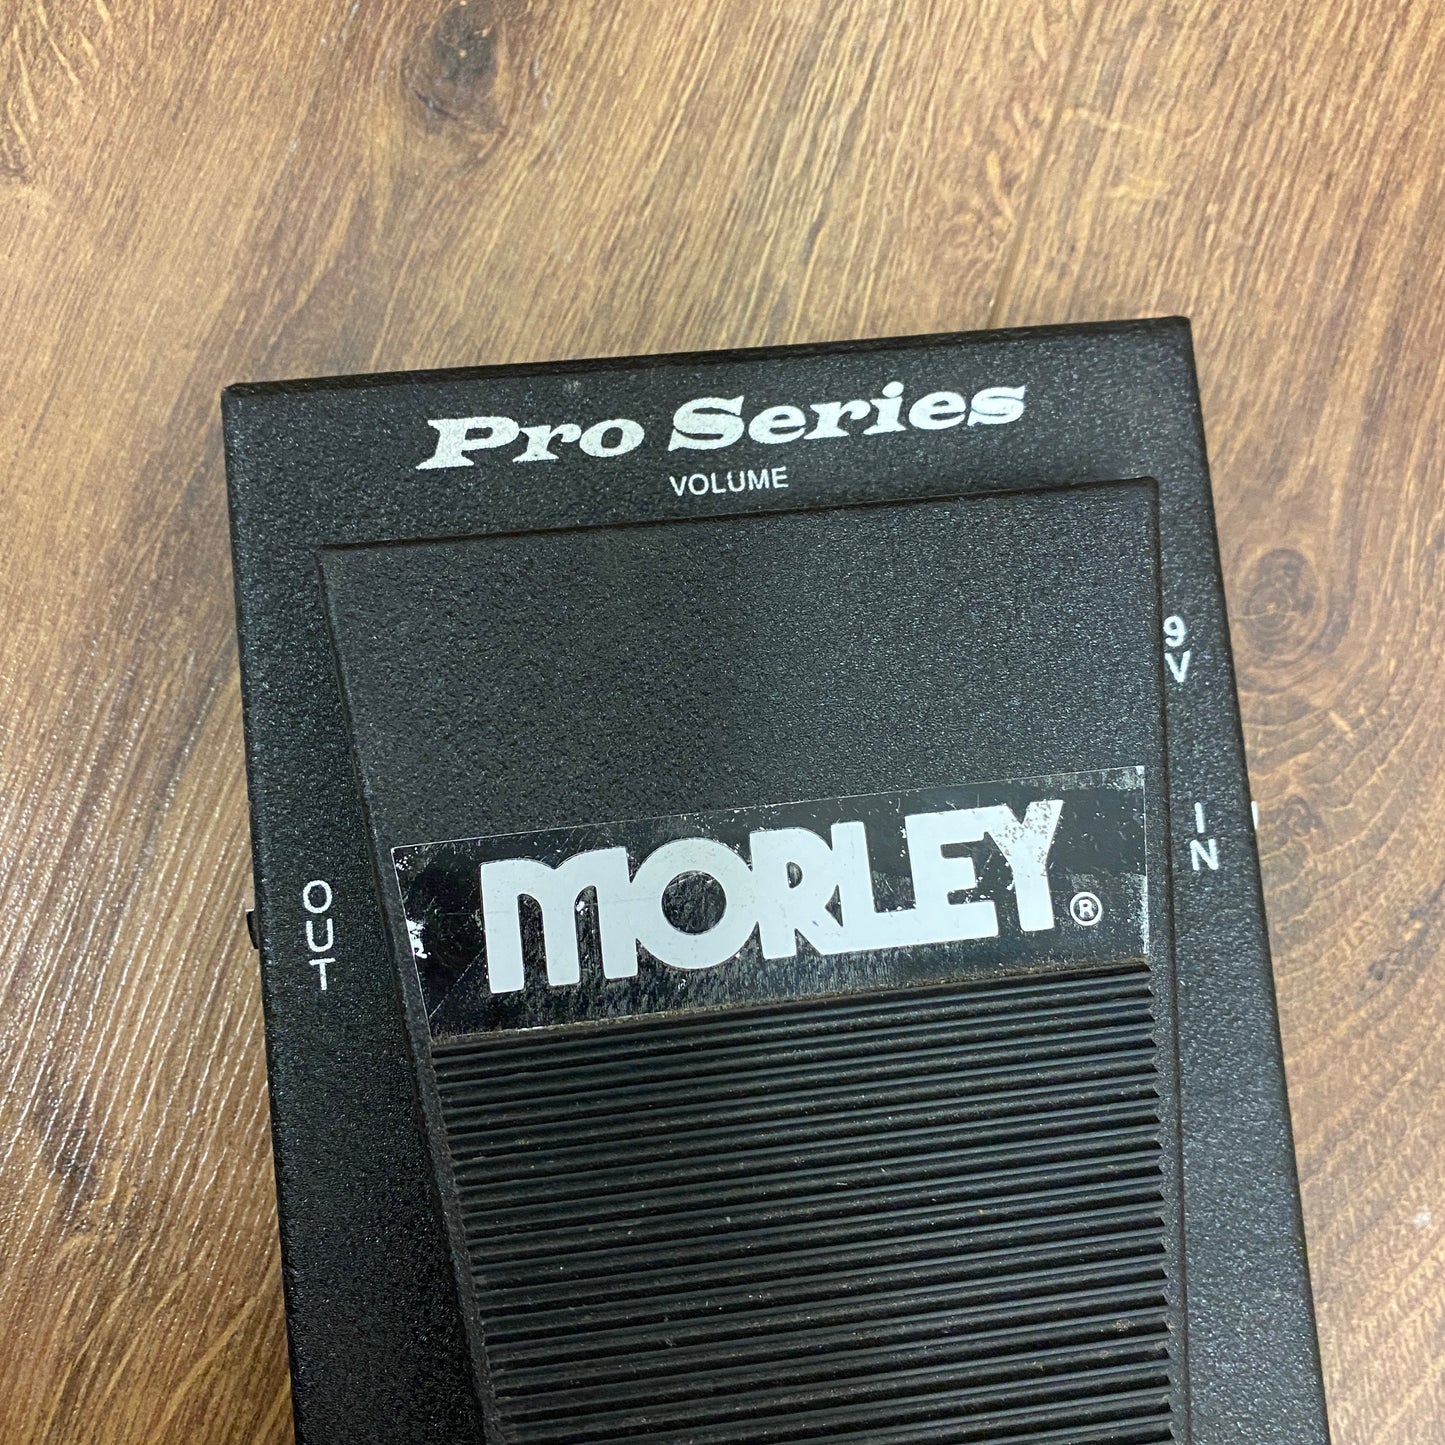 Pro Series
VOLUME
9V
IN
OUT
MORLEY®